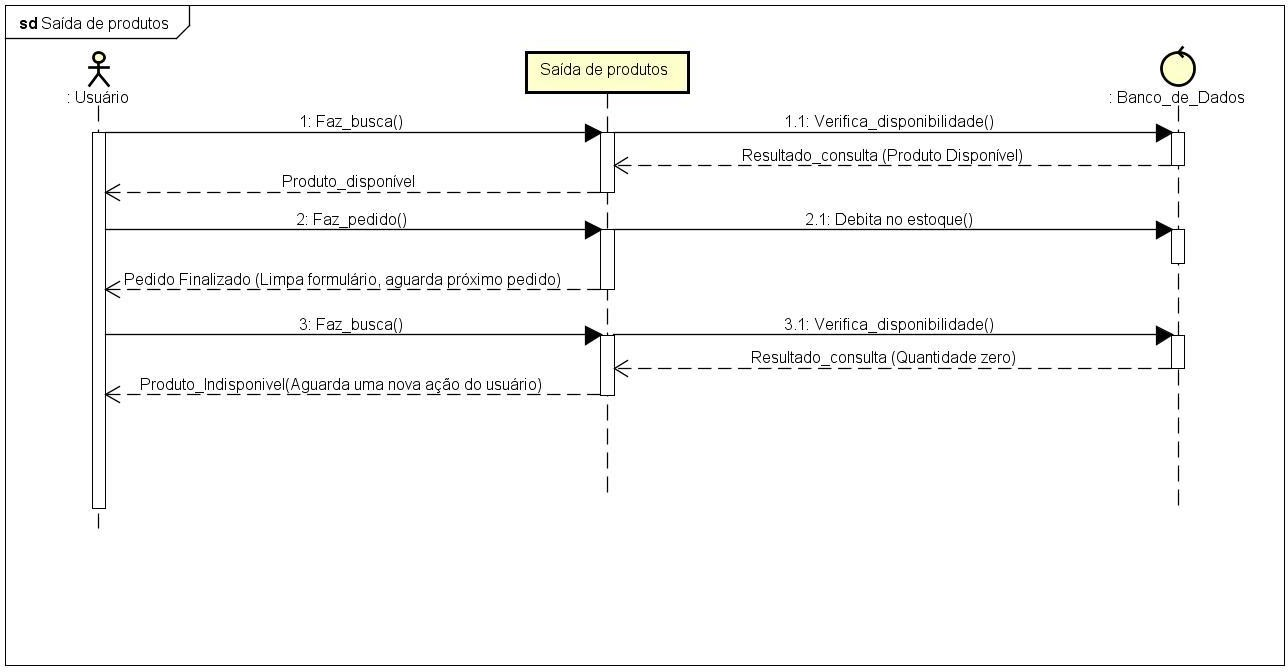 sd Saída de produtos
Saída de produtos
: Usuário
: Banco_de_Dados
1: Faz_busca()
1.1: Verifica_disponibilidade()
Resultado_consulta (Produto Disponível)
Produto_disponível
2: Faz_pedido()
2.1: Debita no estoque()
Pedido Finalizado (Limpa formulário, aguarda próximo pedido)
3: Faz_busca()
3.1: Verifica_disponibilidade()
Resultado_consulta (Quantidade zero)
Produto_Indisponivel(Aguarda uma nova ação do usuário)